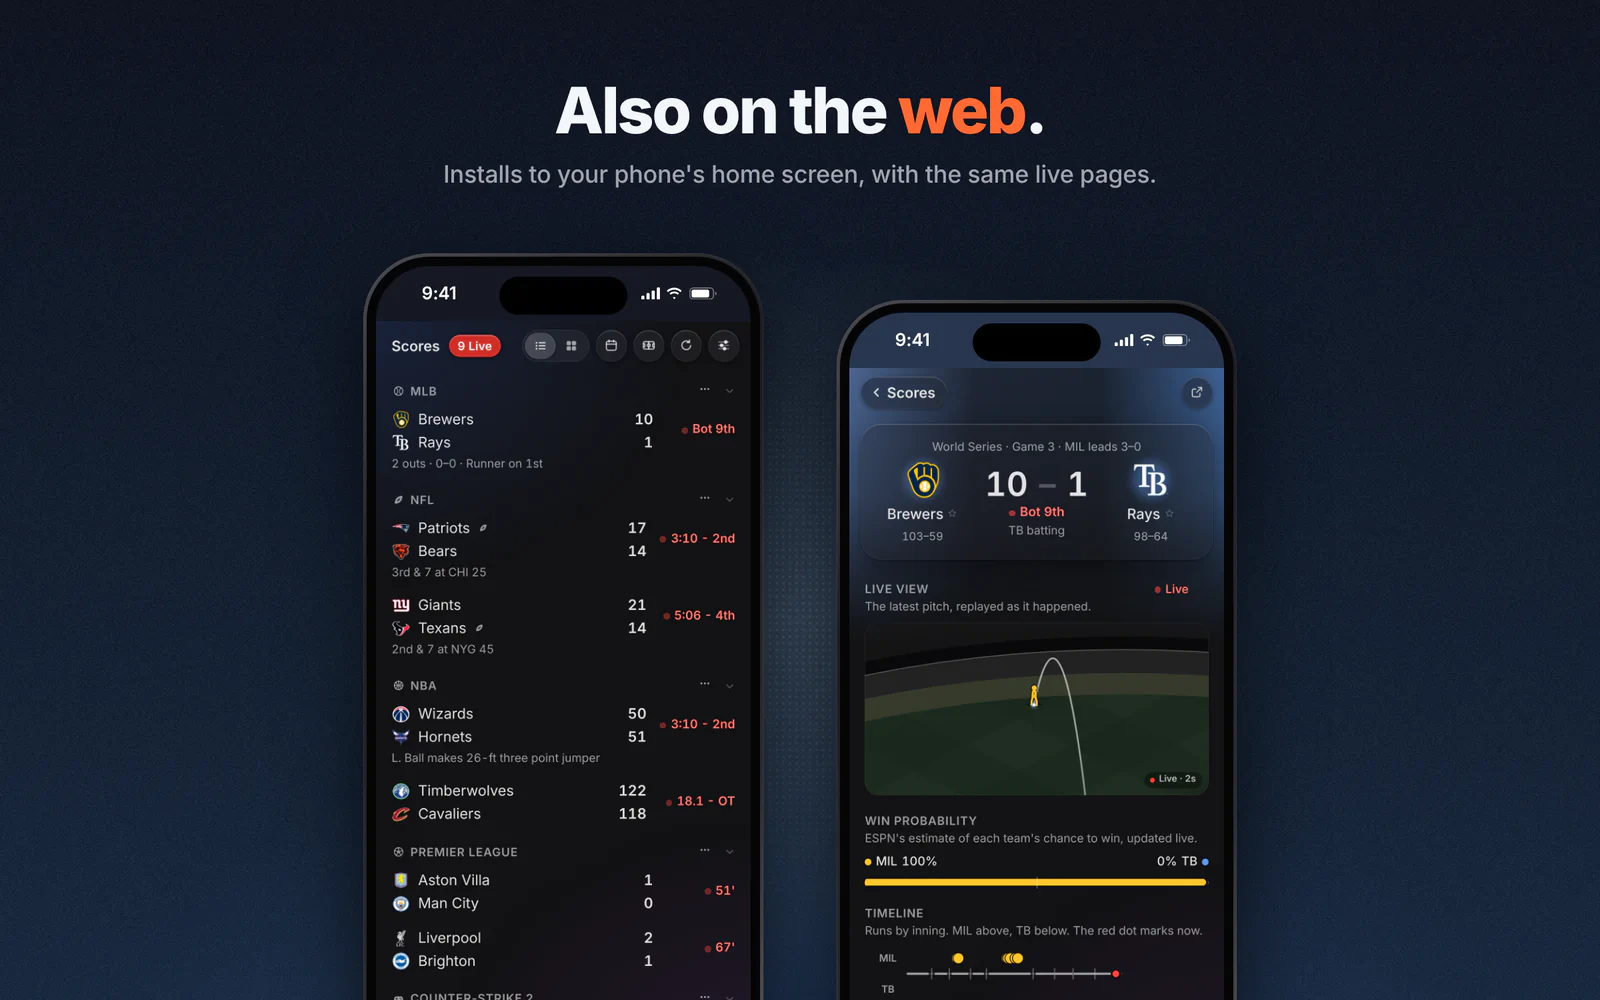 Also on the web.
Installs to your phone's home screen, with the same live pages.
9:41
Scores 9 Live
MLB
Brewers 10
Rays 1
Bot 9th
2 outs · 0–0 · Runner on 1st
NFL
Patriots 17
Bears 14
3:10 - 2nd
3rd & 7 at CHI 25
Giants 21
Texans 14
5:06 - 4th
2nd & 7 at NYG 45
NBA
Wizards 50
Hornets 51
3:10 - 2nd
L. Ball makes 26-ft three point jumper
Timberwolves 122
Cavaliers 118
18.1 - OT
PREMIER LEAGUE
Aston Villa 1
Man City 0
51'
Liverpool 2
Brighton 1
67'
COUNTER-STRIKE 2
9:41
Scores
World Series · Game 3 · MIL leads 3–0
10 – 1
TB
Bot 9th
Brewers Rays
TB batting
103–59 98–64
LIVE VIEW Live
The latest pitch, replayed as it happened.
Live · 2s
WIN PROBABILITY
ESPN's estimate of each team's chance to win, updated live.
MIL 100% 0% TB
TIMELINE
Runs by inning. MIL above, TB below. The red dot marks now.
MIL
TB